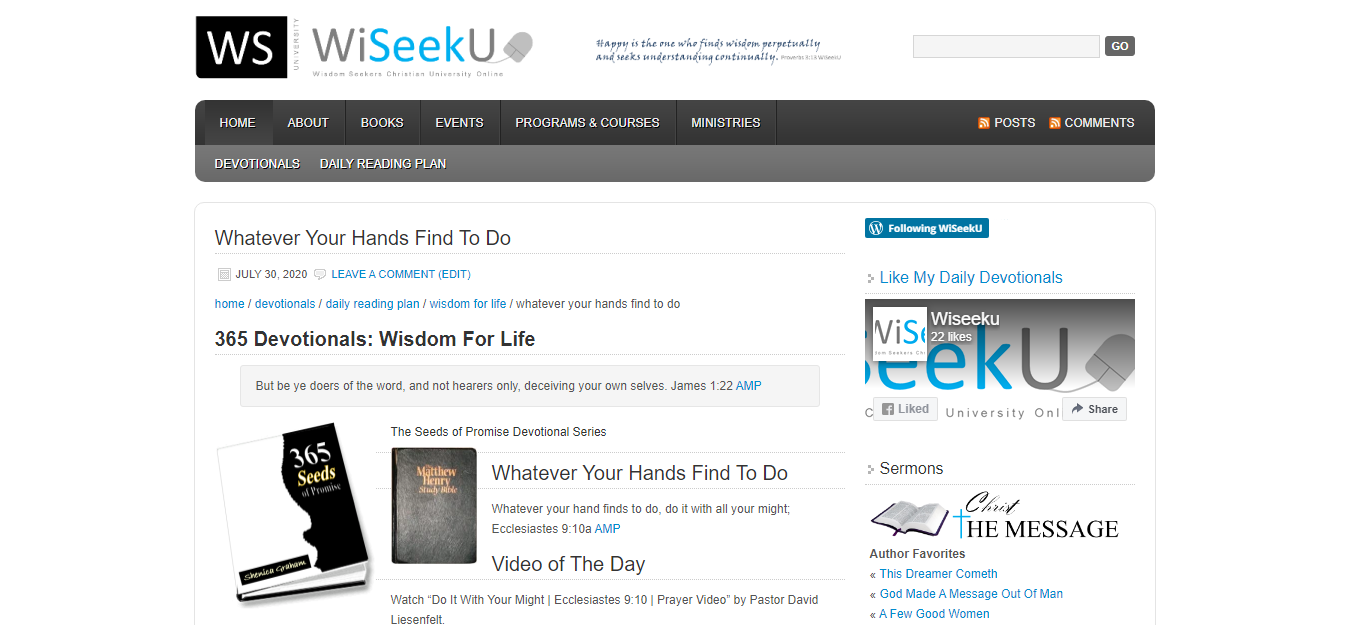 WS
UNIVERSITY
WiSeekU
Wisdom Seekers Christian University Online
Happy is the one who finds wisdom perpetually
and seeks understanding continually. Proverbs 3:13 WiSeekU
GO
HOME ABOUT BOOKS EVENTS PROGRAMS & COURSES MINISTRIES POSTS COMMENTS
DEVOTIONALS DAILY READING PLAN
Whatever Your Hands Find To Do
JULY 30, 2020 LEAVE A COMMENT (EDIT)
home / devotionals / daily reading plan / wisdom for life / whatever your hands find to do
365 Devotionals: Wisdom For Life
But be ye doers of the word, and not hearers only, deceiving your own selves. James 1:22 AMP
365
Seeds
of Promise
Shenica Graham
The Seeds of Promise Devotional Series
The
Matthew
Henry
Study Bible
Whatever Your Hands Find To Do
Whatever your hand finds to do, do it with all your might;
Ecclesiastes 9:10a AMP
Video of The Day
Watch “Do It With Your Might | Ecclesiastes 9:10 | Prayer Video” by Pastor David
Liesenfelt.
Following WiSeekU
Like My Daily Devotionals
WiSe
dom Seekers Chri
Wiseeku
22 likes
SeekU
C
University Onl
Liked
Share
Sermons
Christ
THE MESSAGE
Author Favorites
« This Dreamer Cometh
« God Made A Message Out Of Man
« A Few Good Women